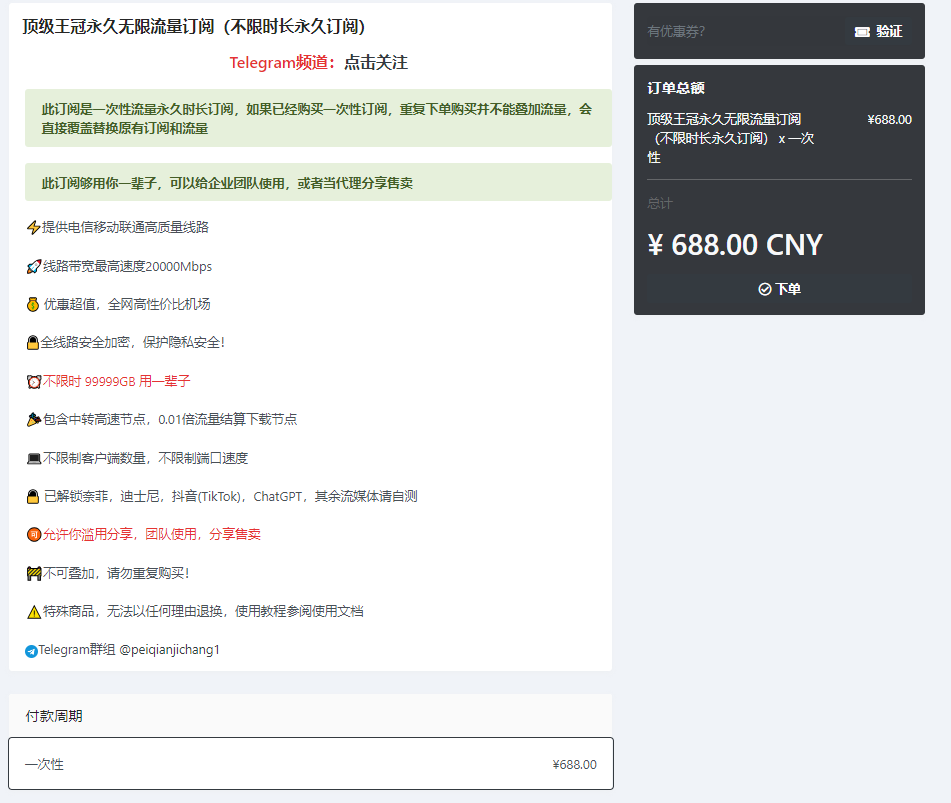 顶级王冠永久无限流量订阅（不限时长永久订阅）
Telegram频道：点击关注
此订阅是一次性流量永久时长订阅，如果已经购买一次性订阅，重复下单购买并不能叠加流量，会
直接覆盖替换原有订阅和流量
此订阅够用你一辈子，可以给企业团队使用，或者当代理分享售卖
⚡提供电信移动联通高质量线路
🚀线路带宽最高速度20000Mbps
💰 优惠超值，全网高性价比机场
🔒全线路安全加密，保护隐私安全！
⏰不限时 99999GB 用一辈子
🎉包含中转高速节点，0.01倍流量结算下载节点
💻不限制客户端数量，不限制端口速度
🔒 已解锁奈菲，迪士尼，抖音(TikTok)，ChatGPT，其余流媒体请自测
🉑允许你滥用分享，团队使用，分享售卖
🚧不可叠加，请勿重复购买！
⚠️特殊商品，无法以任何理由退换，使用教程参阅使用文档
Telegram群组 @peiqianjichang1
付款周期
一次性 ¥688.00
有优惠券? 验证
订单总额
顶级王冠永久无限流量订阅 ¥688.00
（不限时长永久订阅） x 一次
性
总计
¥ 688.00 CNY
下单